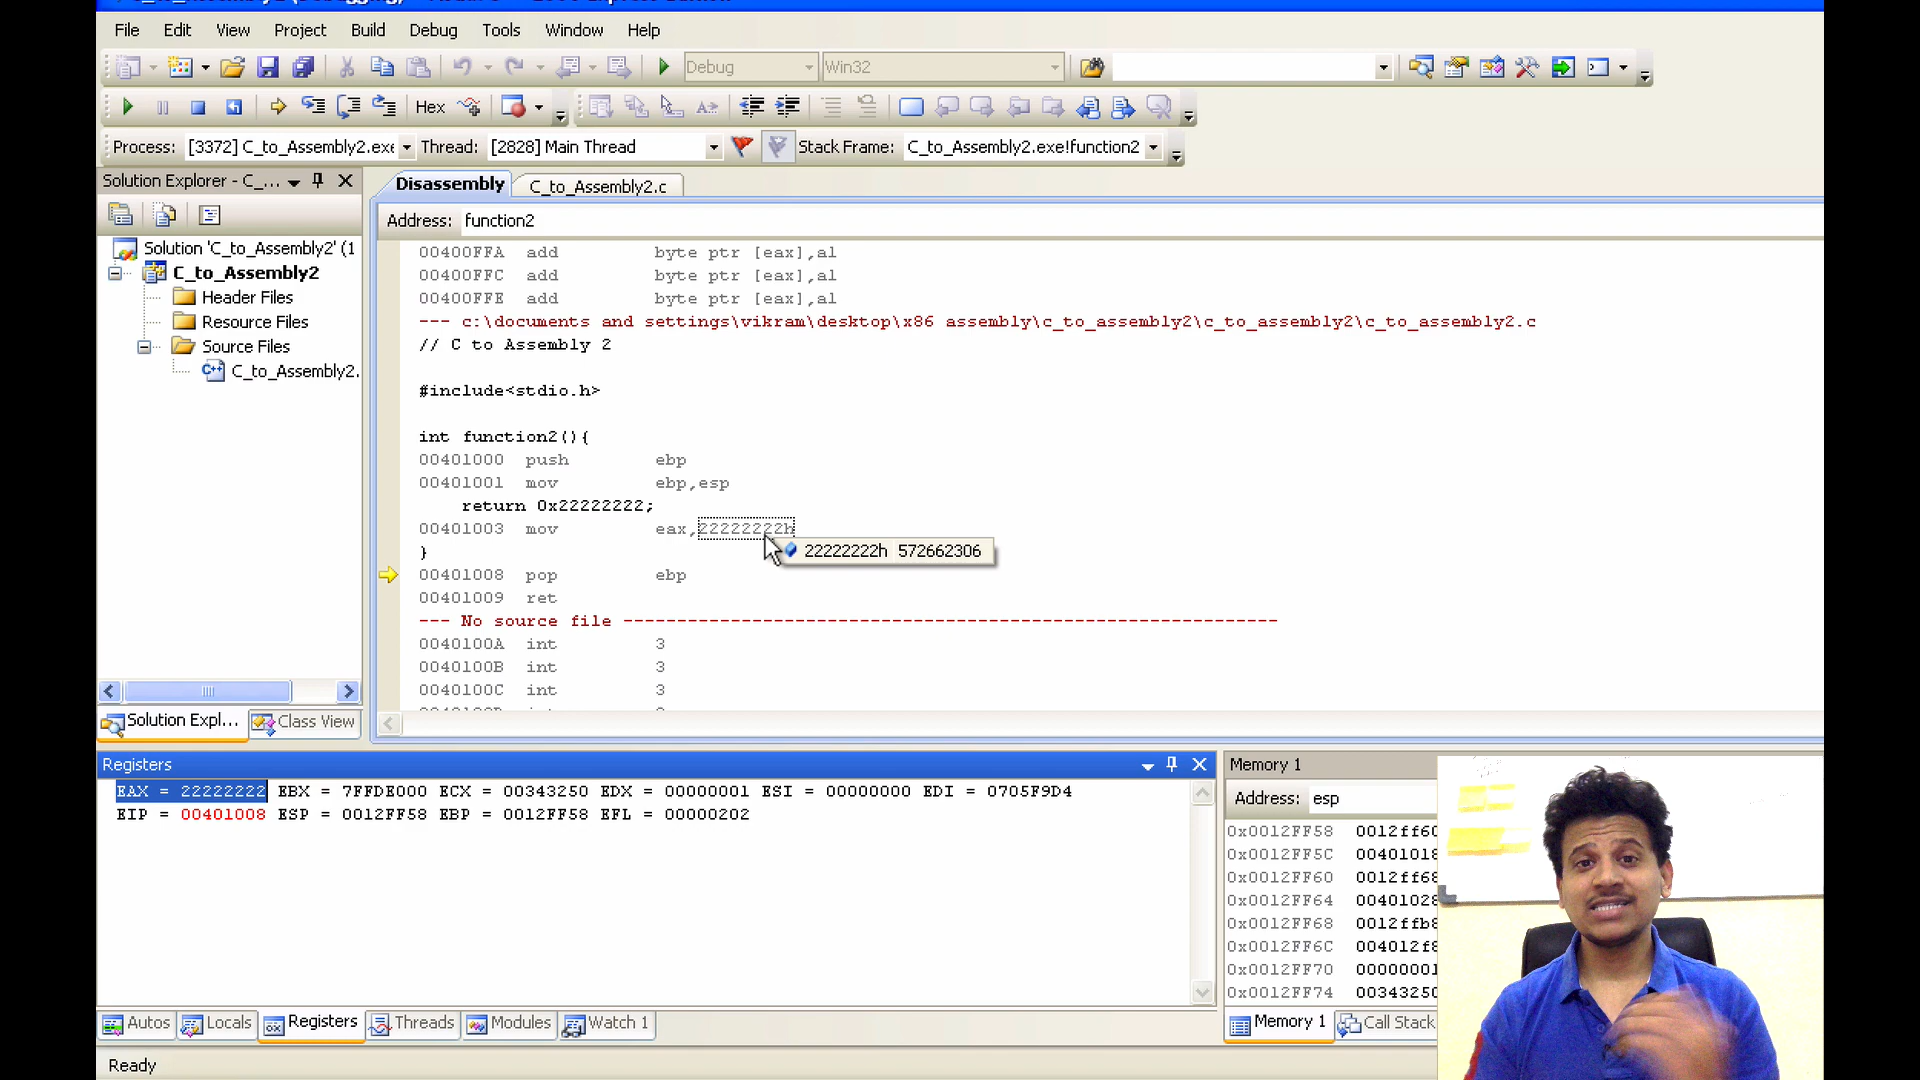 File Edit View Project Build Debug Tools Window Help
Debug Win32
Hex
Process: [3372] C_to_Assembly2.exe Thread: [2828] Main Thread Stack Frame: C_to_Assembly2.exe!function2
Solution Explorer - C_...
Disassembly C_to_Assembly2.c
Address: function2
Solution 'C_to_Assembly2' (1
C_to_Assembly2
Header Files
Resource Files
Source Files
C_to_Assembly2.
00400FFA add byte ptr [eax],al
00400FFC add byte ptr [eax],al
00400FFE add byte ptr [eax],al
--- c:\documents and settings\vikram\desktop\x86 assembly\c_to_assembly2\c_to_assembly2\c_to_assembly2.c
// C to Assembly 2
#include<stdio.h>
int function2(){
00401000 push ebp
00401001 mov ebp,esp
return 0x22222222;
00401003 mov eax,22222222h
22222222h 572662306
}
00401008 pop ebp
00401009 ret
--- No source file -------------------------------------------------------------
0040100A int 3
0040100B int 3
0040100C int 3
Solution Expl... Class View
Registers
EAX = 22222222 EBX = 7FFDE000 ECX = 00343250 EDX = 00000001 ESI = 00000000 EDI = 0705F9D4
EIP = 00401008 ESP = 0012FF58 EBP = 0012FF58 EFL = 00000202
Memory 1
Address: esp
0x0012FF58 0012ff60
0x0012FF5C 00401018
0x0012FF60 0012ff68
0x0012FF64 00401028
0x0012FF68 0012ffb8
0x0012FF6C 004012f8
0x0012FF70 00000001
0x0012FF74 00343250
Autos Locals Registers Threads Modules Watch 1
Memory 1 Call Stack
Ready